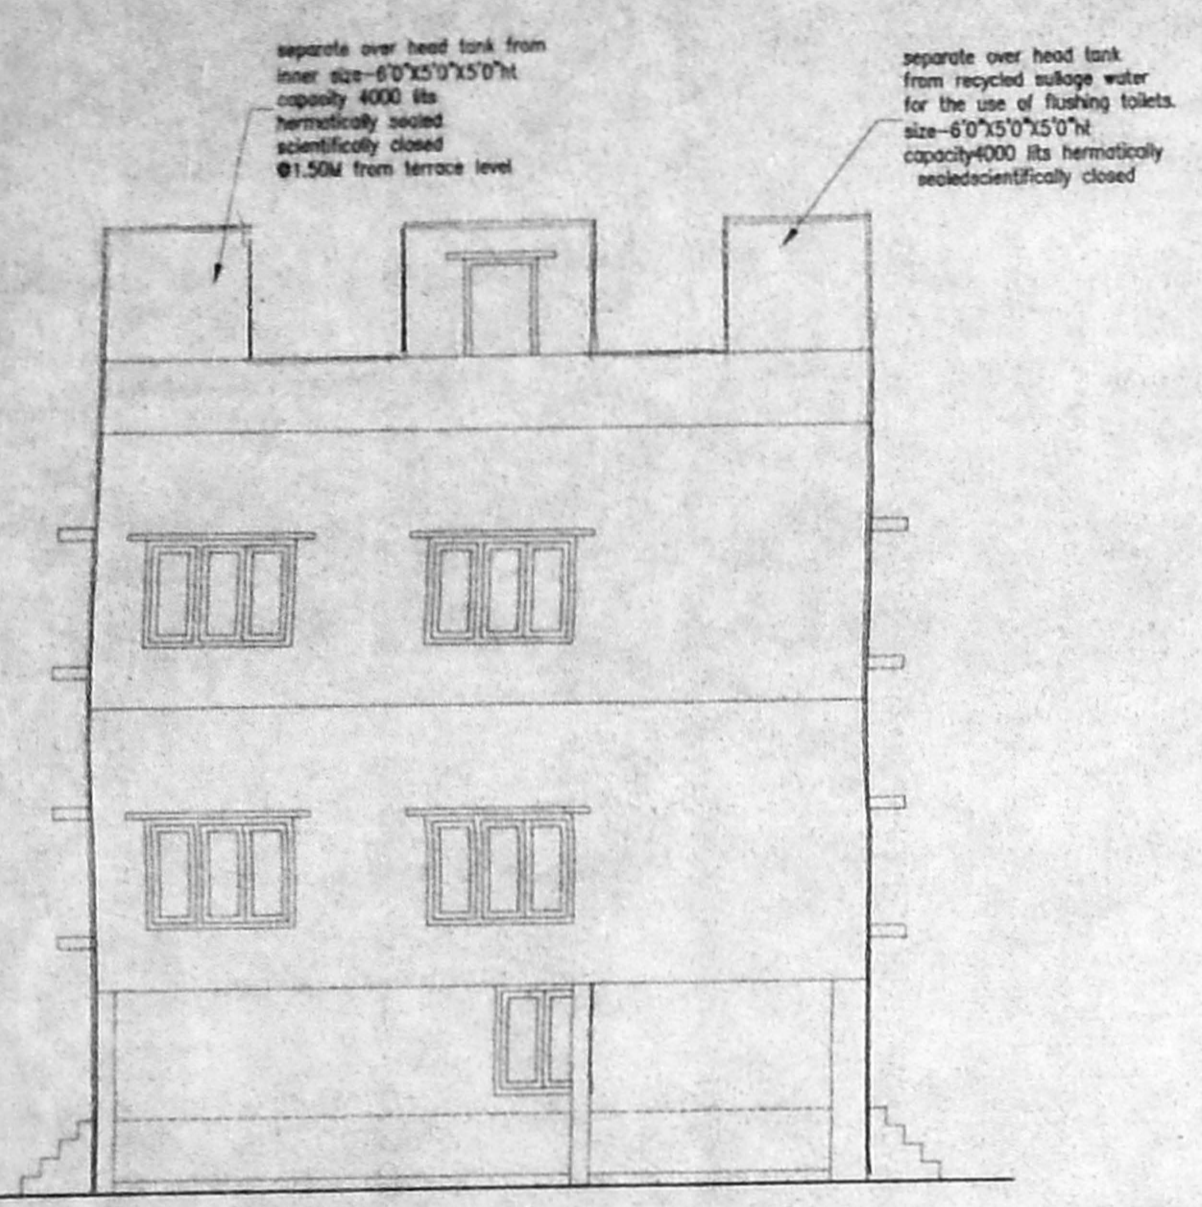 separate over head tank from
inner size-6'0"X5'0"X5'0"ht
capacity 4000 lits
hermatically sealed
scientifically closed
@1.50M from terrace level
separate over head tank
from recycled sullage water
for the use of flushing toilets.
size-6'0"X5'0"X5'0"ht
capacity4000 lits hermatically
sealedscientifically closed